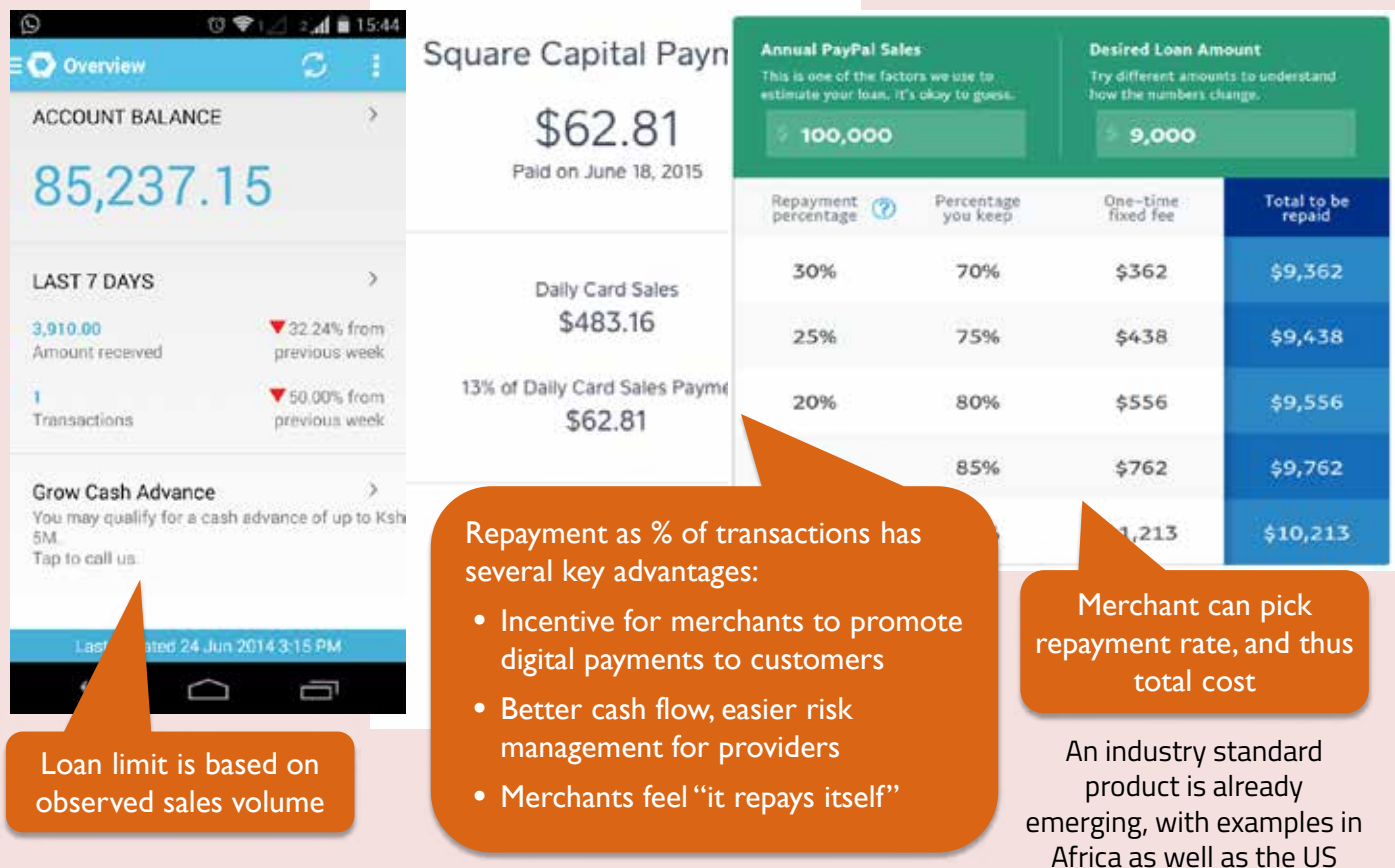 15:44
Overview
ACCOUNT BALANCE
85,237.15
LAST 7 DAYS
3,910.00
Amount received
32.24% from
previous week
1
Transactions
50.00% from
previous week
Grow Cash Advance
You may qualify for a cash advance of up to Ksh
5M.
Tap to call us.
24 Jun 2014 3:15 PM
Loan limit is based on
observed sales volume
Square Capital Paym
$62.81
Paid on June 18, 2015
Daily Card Sales
$483.16
13% of Daily Card Sales Payme
$62.81
Repayment as % of transactions has
several key advantages:
• Incentive for merchants to promote
digital payments to customers
• Better cash flow, easier risk
management for providers
• Merchants feel “it repays itself”
Annual PayPal Sales
This is one of the factors we use to
estimate your loan. It's okay to guess.
$ 100,000
Desired Loan Amount
Try different amounts to understand
how the numbers change.
$ 9,000
Repayment
percentage ?
Percentage
you keep
One-time
fixed fee
Total to be
repaid
30% 70% $362 $9,362
25% 75% $438 $9,438
20% 80% $556 $9,556
85% $762 $9,762
1,213 $10,213
Merchant can pick
repayment rate, and thus
total cost
An industry standard
product is already
emerging, with examples in
Africa as well as the US